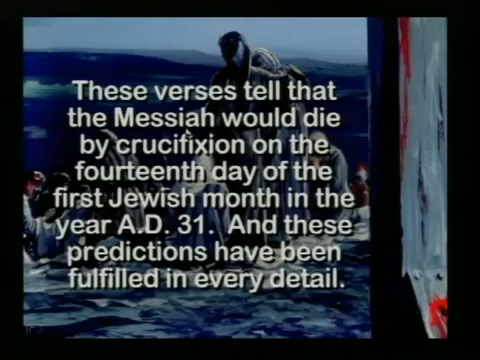 These verses tell that
the Messiah would die
by crucifixion on the
fourteenth day of the
first Jewish month in the
year A.D. 31. And these
predictions have been
fulfilled in every detail.